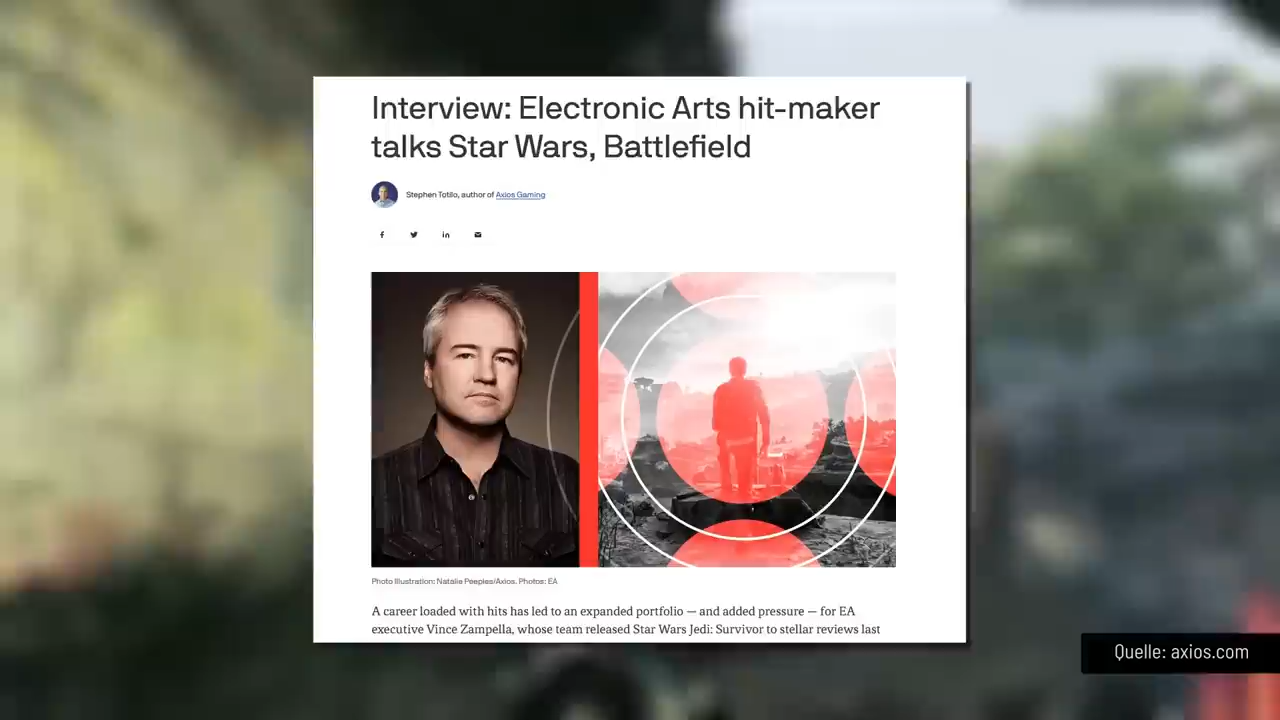 Interview: Electronic Arts hit-maker
talks Star Wars, Battlefield
Stephen Totilo, author of Axios Gaming
Photo Illustration: Natalie Peeples/Axios. Photos: EA
A career loaded with hits has led to an expanded portfolio — and added pressure — for EA
executive Vince Zampella, whose team released Star Wars Jedi: Survivor to stellar reviews last
Quelle: axios.com